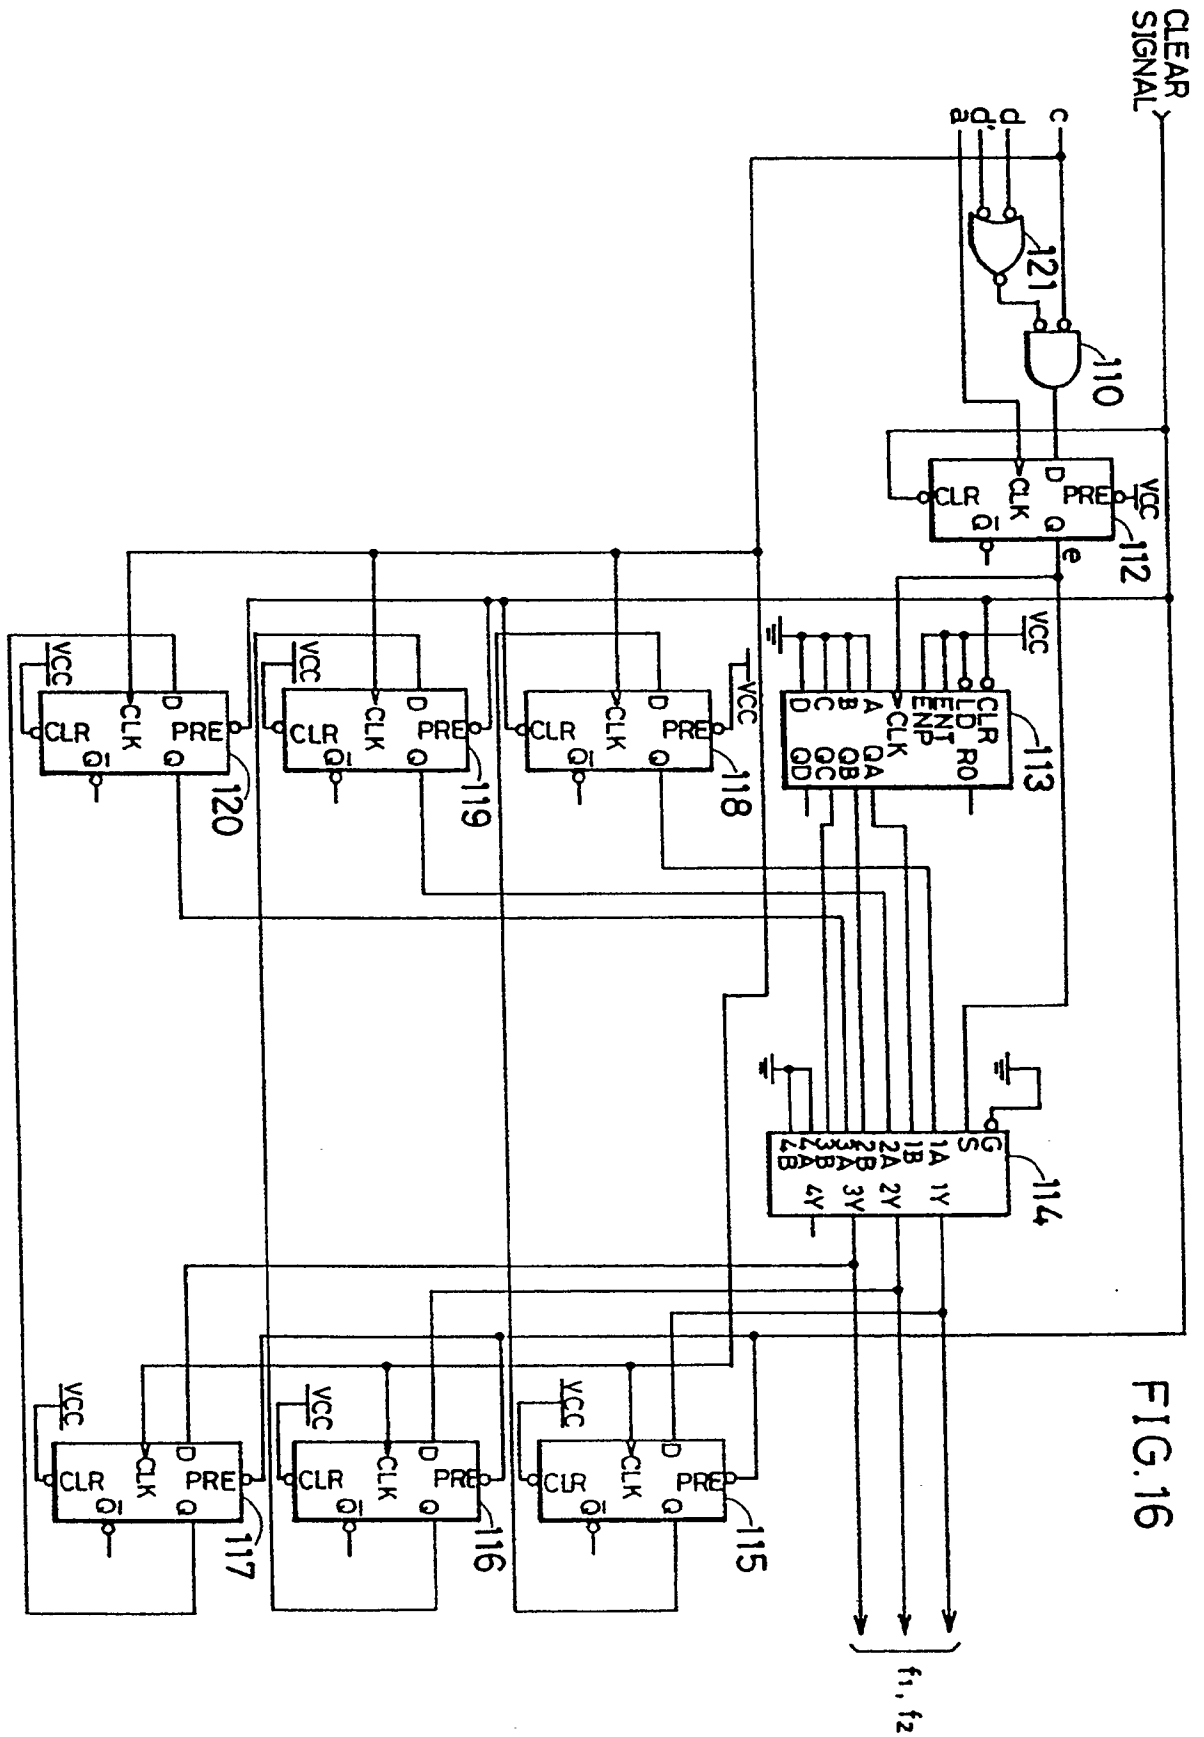 FIG.16
CLEAR
SIGNAL
c
d
d'
a
121
110
VCC
PRE
D
CLK
CLR
Q
Q̅
112
e
VCC
CLR
LD
ENT
ENP
CLK
A
B
C
D
RO
QA
QB
QC
QD
113
G
S
1A
1B
2A
2B
3A
3B
4A
4B
1Y
2Y
3Y
4Y
114
f1, f2
VCC
PRE
D
CLK
CLR
Q
Q̅
118
VCC
PRE
D
CLK
CLR
Q
Q̅
119
VCC
PRE
D
CLK
CLR
Q
Q̅
120
VCC
PRE
D
CLK
CLR
Q
Q̅
115
VCC
PRE
D
CLK
CLR
Q
Q̅
116
VCC
PRE
D
CLK
CLR
Q
Q̅
117